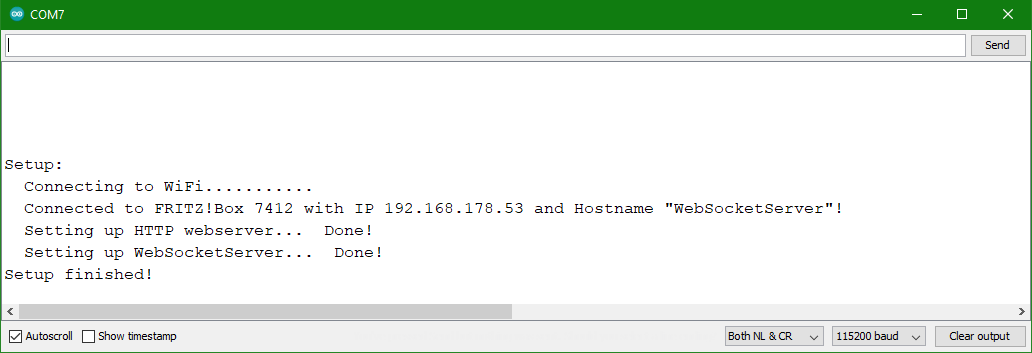 COM7
Send
Setup:
Connecting to WiFi...........
Connected to FRITZ!Box 7412 with IP 192.168.178.53 and Hostname "WebSocketServer"!
Setting up HTTP webserver...  Done!
Setting up WebSocketServer...  Done!
Setup finished!
Autoscroll Show timestamp Both NL & CR 115200 baud Clear output